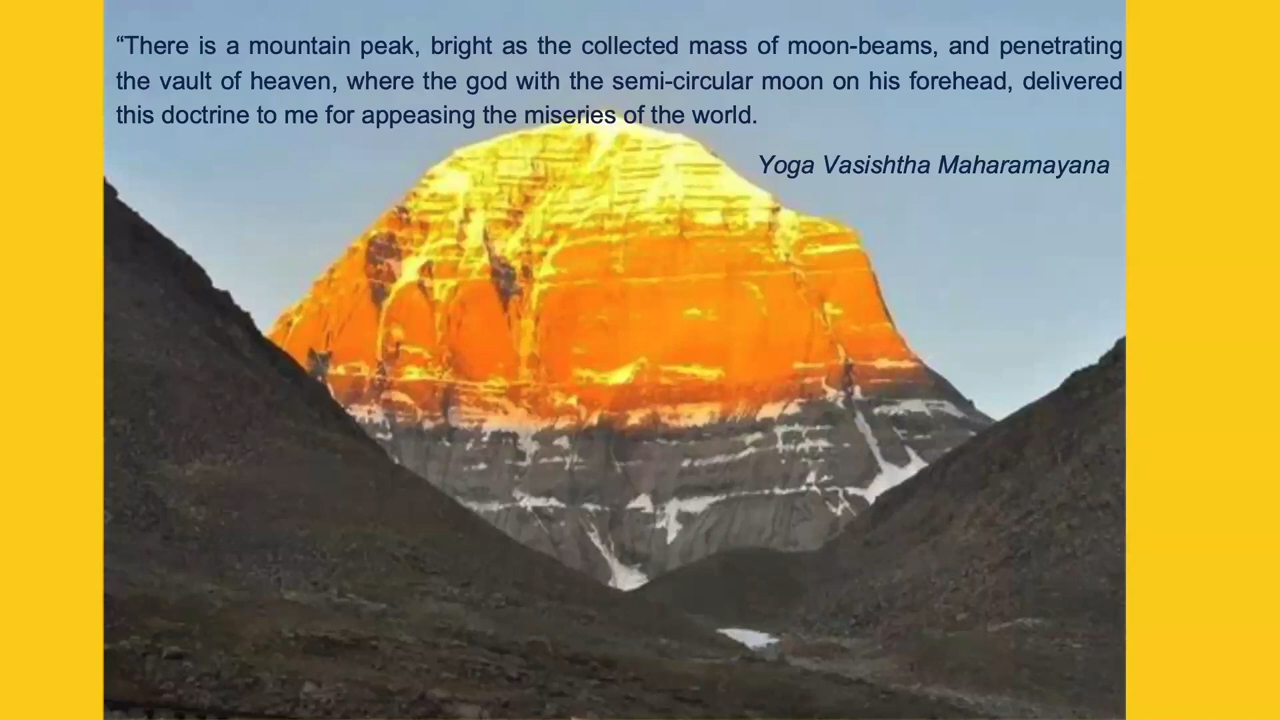 “There is a mountain peak, bright as the collected mass of moon-beams, and penetrating
the vault of heaven, where the god with the semi-circular moon on his forehead, delivered
this doctrine to me for appeasing the miseries of the world.
Yoga Vasishtha Maharamayana